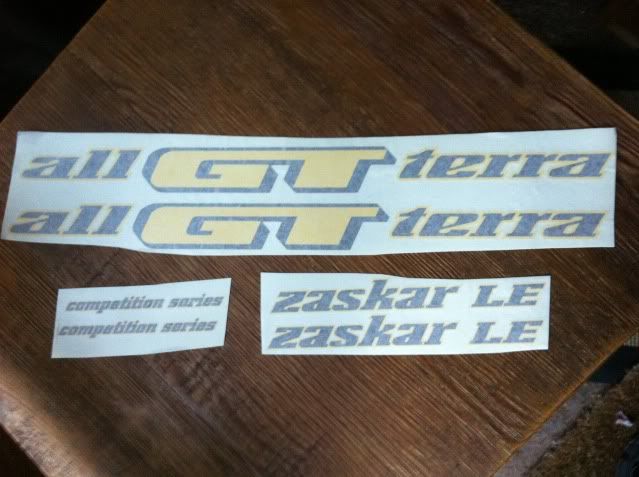 all GT terra
all GT terra
competition series
competition series
zaskar LE
zaskar LE